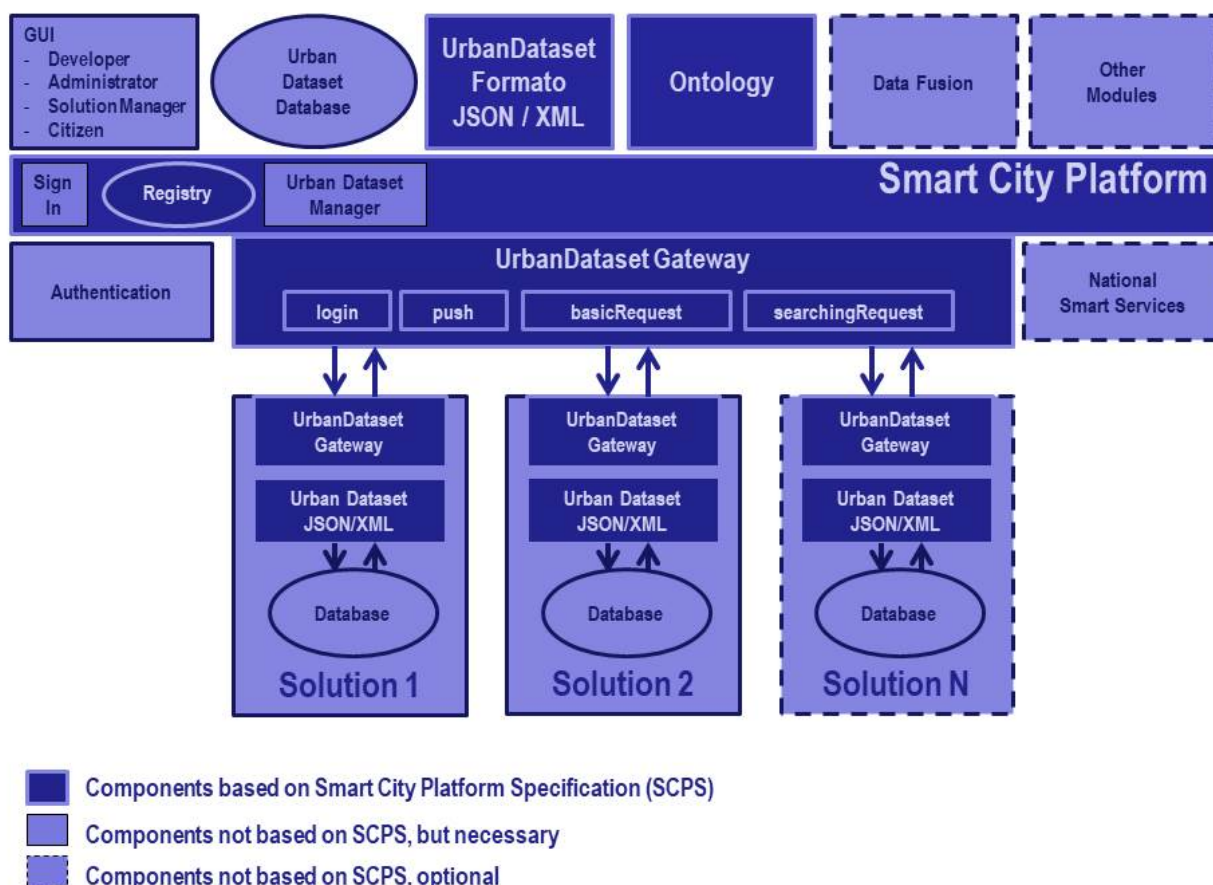 GUI
- Developer
- Administrator
- Solution Manager
- Citizen
Urban
Dataset
Database
UrbanDataset
Formato
JSON / XML
Ontology
Data Fusion
Other
Modules
Sign
In
Registry
Urban Dataset
Manager
Smart City Platform
Authentication
UrbanDataset Gateway
login
push
basicRequest
searchingRequest
National
Smart Services
UrbanDataset
Gateway
Urban Dataset
JSON/XML
Database
Solution 1
UrbanDataset
Gateway
Urban Dataset
JSON/XML
Database
Solution 2
UrbanDataset
Gateway
Urban Dataset
JSON/XML
Database
Solution N
Components based on Smart City Platform Specification (SCPS)
Components not based on SCPS, but necessary
Components not based on SCPS, optional